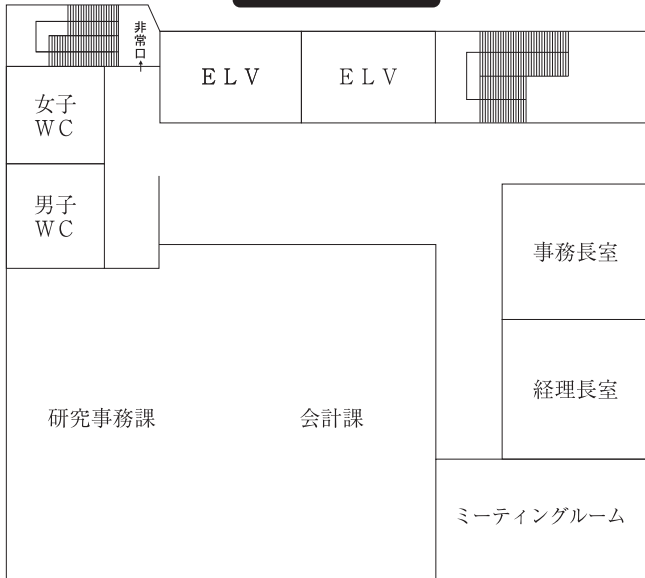 非常口↑
ELV
ELV
女子
WC
男子
WC
事務長室
経理長室
研究事務課
会計課
ミーティングルーム